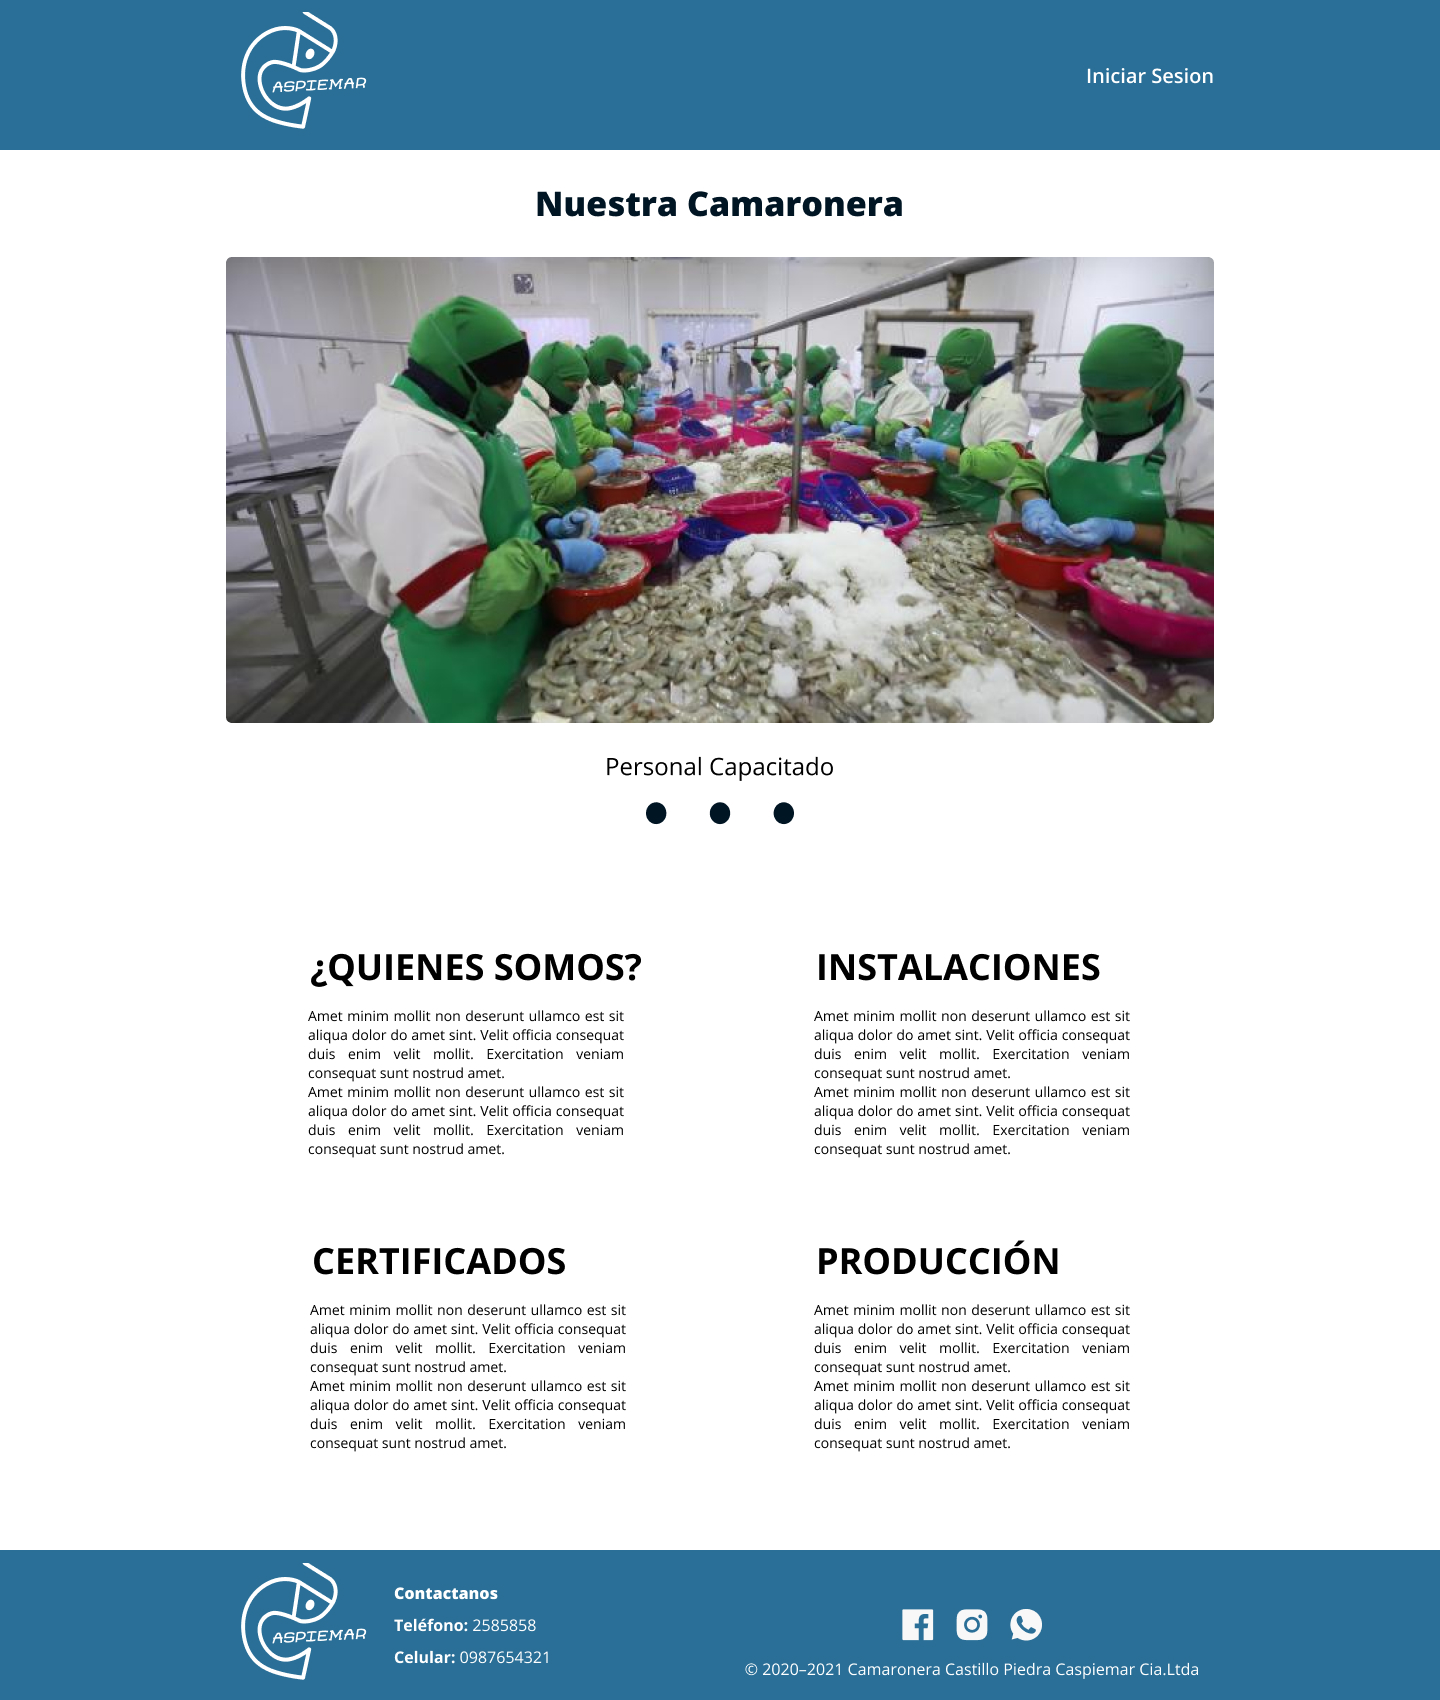 ASPIEMAR
Iniciar Sesion
Nuestra Camaronera
Personal Capacitado
¿QUIENES SOMOS?
Amet minim mollit non deserunt ullamco est sit
aliqua dolor do amet sint. Velit officia consequat
duis enim velit mollit. Exercitation veniam
consequat sunt nostrud amet.
Amet minim mollit non deserunt ullamco est sit
aliqua dolor do amet sint. Velit officia consequat
duis enim velit mollit. Exercitation veniam
consequat sunt nostrud amet.
INSTALACIONES
Amet minim mollit non deserunt ullamco est sit
aliqua dolor do amet sint. Velit officia consequat
duis enim velit mollit. Exercitation veniam
consequat sunt nostrud amet.
Amet minim mollit non deserunt ullamco est sit
aliqua dolor do amet sint. Velit officia consequat
duis enim velit mollit. Exercitation veniam
consequat sunt nostrud amet.
CERTIFICADOS
Amet minim mollit non deserunt ullamco est sit
aliqua dolor do amet sint. Velit officia consequat
duis enim velit mollit. Exercitation veniam
consequat sunt nostrud amet.
Amet minim mollit non deserunt ullamco est sit
aliqua dolor do amet sint. Velit officia consequat
duis enim velit mollit. Exercitation veniam
consequat sunt nostrud amet.
PRODUCCIÓN
Amet minim mollit non deserunt ullamco est sit
aliqua dolor do amet sint. Velit officia consequat
duis enim velit mollit. Exercitation veniam
consequat sunt nostrud amet.
Amet minim mollit non deserunt ullamco est sit
aliqua dolor do amet sint. Velit officia consequat
duis enim velit mollit. Exercitation veniam
consequat sunt nostrud amet.
ASPIEMAR
Contactanos
Teléfono: 2585858
Celular: 0987654321
© 2020–2021 Camaronera Castillo Piedra Caspiemar Cia.Ltda